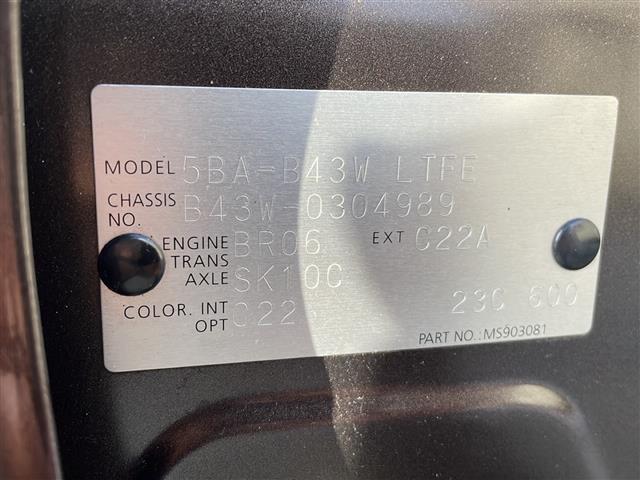 MODEL 5BA-B43W LTFE
CHASSIS NO. B43W-0304989
ENGINE BR06 EXT C22A
TRANS AXLE SK10C
COLOR. INT C22
OPT 23C 600
PART NO.: MS903081